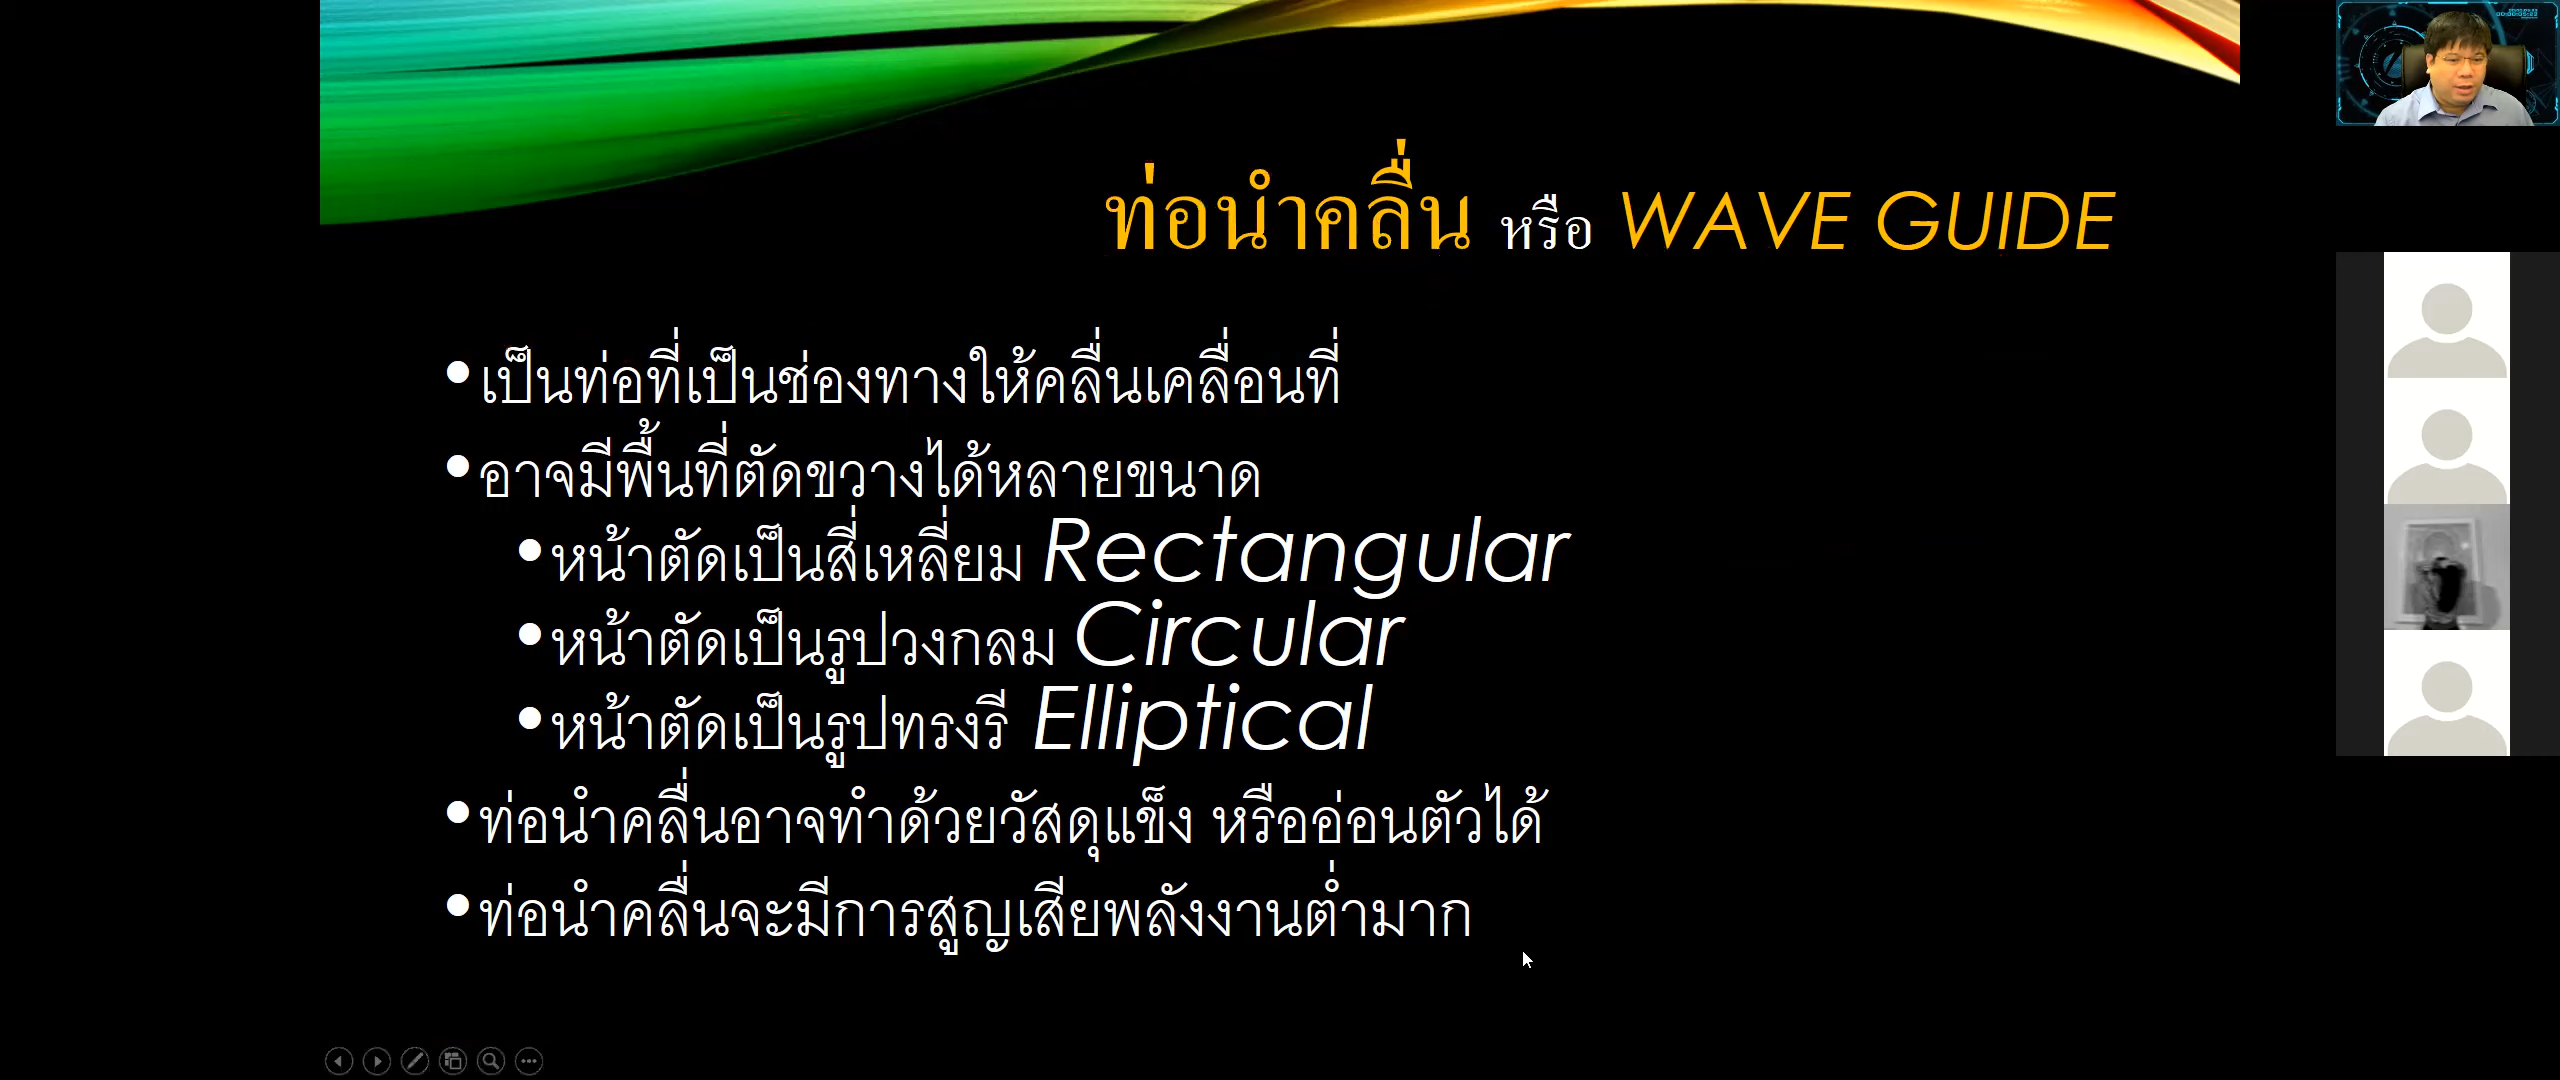 ท่อนำคลื่น หรือ WAVE GUIDE
•เป็นท่อที่เป็นช่องทางให้คลื่นเคลื่อนที่
•อาจมีพื้นที่ตัดขวางได้หลายขนาด
•หน้าตัดเป็นสี่เหลี่ยม Rectangular
•หน้าตัดเป็นรูปวงกลม Circular
•หน้าตัดเป็นรูปทรงรี Elliptical
•ท่อนำคลื่นอาจทำด้วยวัสดุแข็ง หรืออ่อนตัวได้
•ท่อนำคลื่นจะมีการสูญเสียพลังงานต่ำมาก